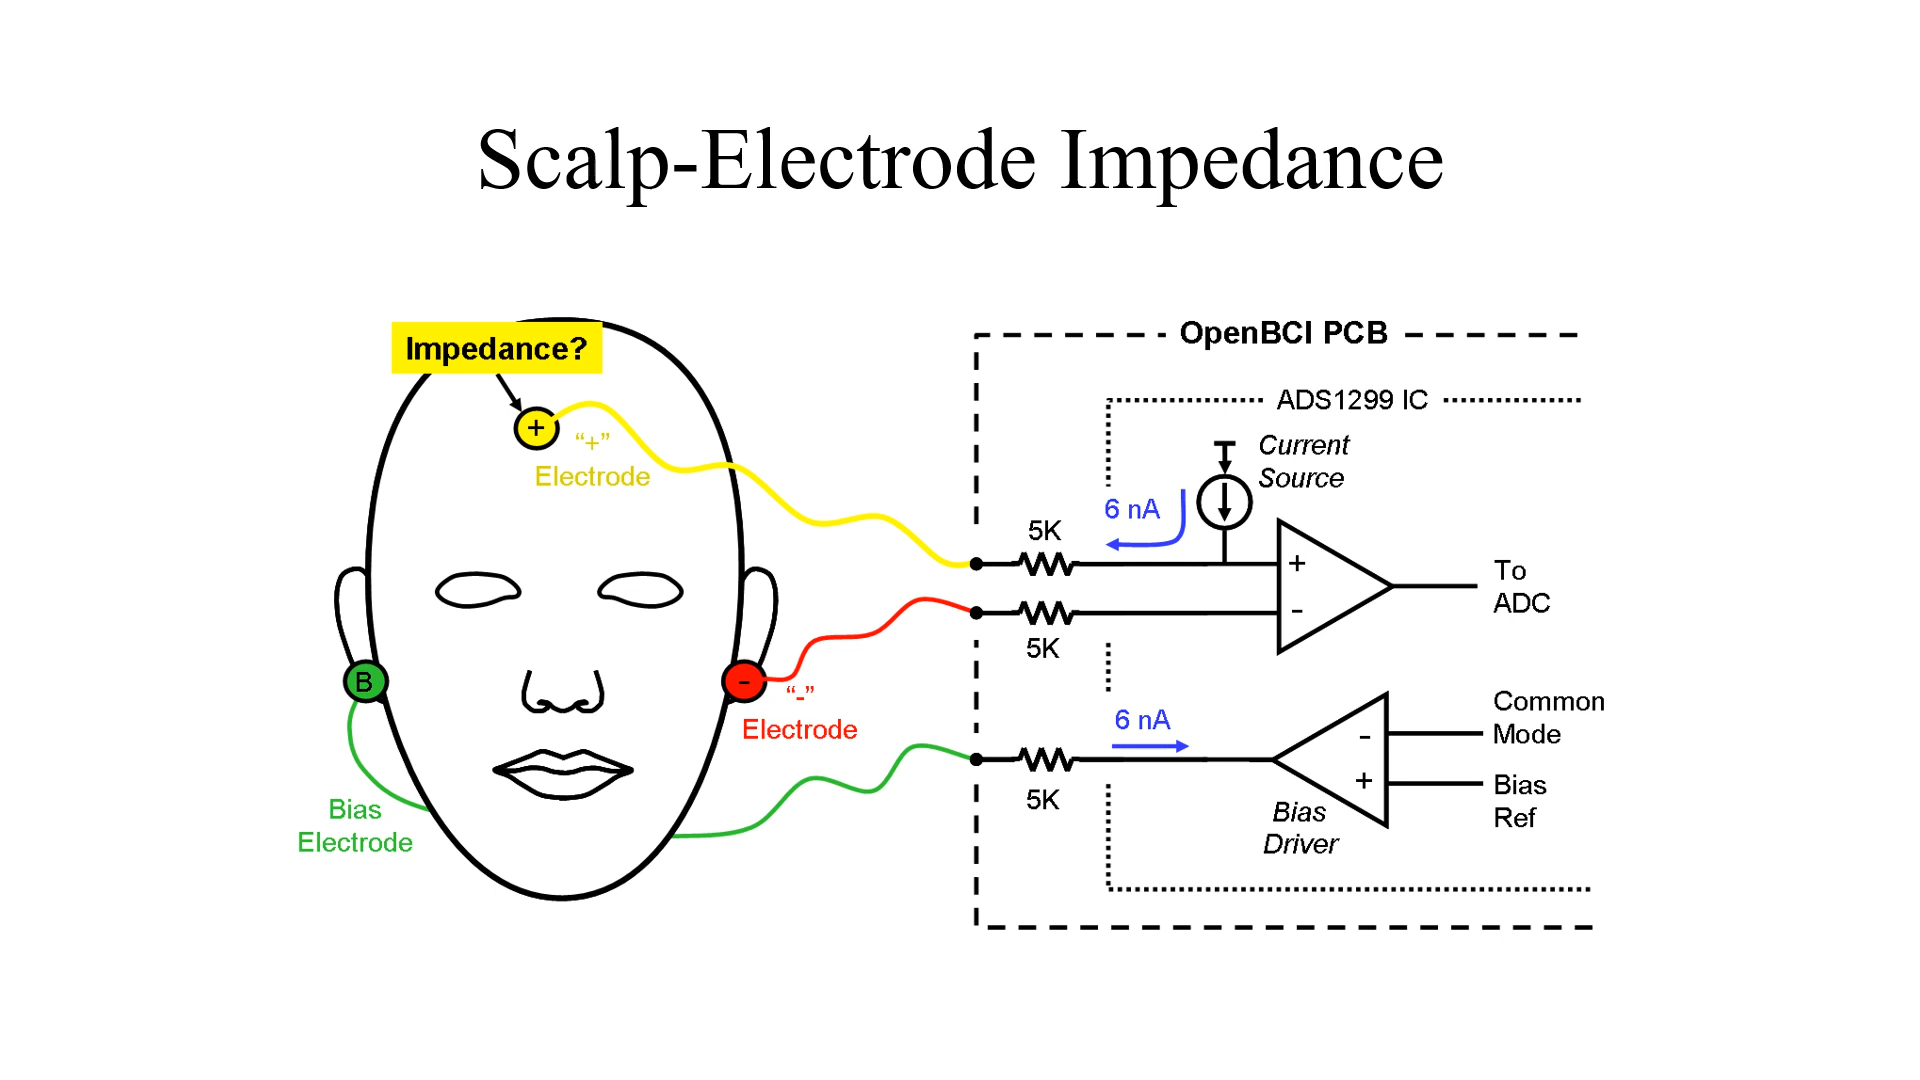 Scalp-Electrode Impedance
Impedance?
+
“+”
Electrode
B
-
“-”
Electrode
Bias
Electrode
OpenBCI PCB
ADS1299 IC
Current
Source
6 nA
5K
5K
+
-
To
ADC
6 nA
5K
-
+
Bias
Driver
Common
Mode
Bias
Ref